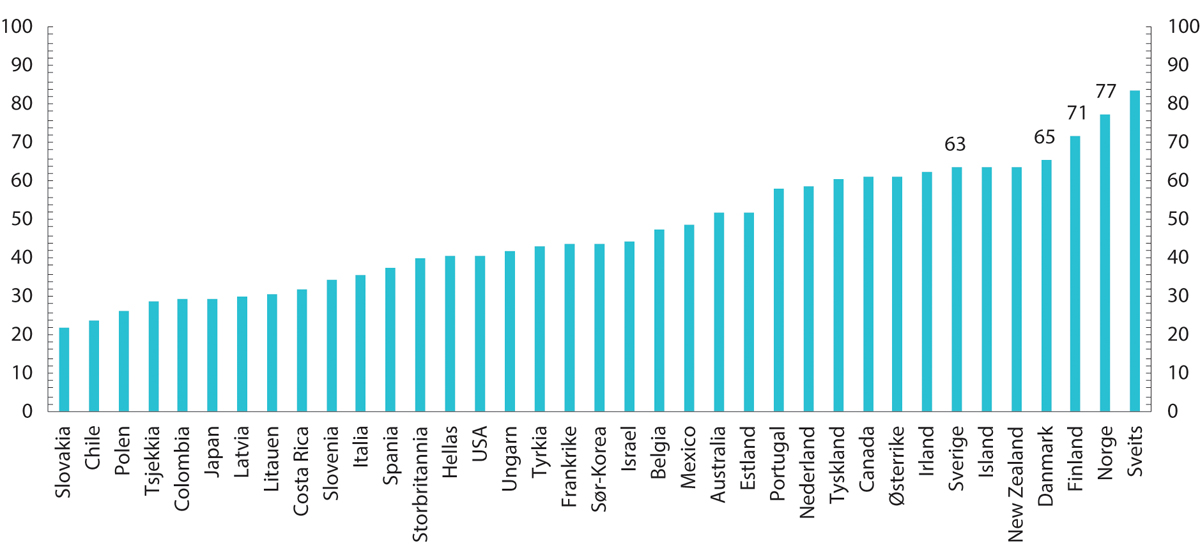 100
90
80
70
60
50
40
30
20
10
0
100
90
80
70
60
50
40
30
20
10
0
63
65
71
77
Slovakia
Chile
Polen
Tsjekkia
Colombia
Japan
Latvia
Litauen
Costa Rica
Slovenia
Italia
Spania
Storbritannia
Hellas
USA
Ungarn
Tyrkia
Frankrike
Sør-Korea
Israel
Belgia
Mexico
Australia
Estland
Portugal
Nederland
Tyskland
Canada
Østerrike
Irland
Sverige
Island
New Zealand
Danmark
Finland
Norge
Sveits